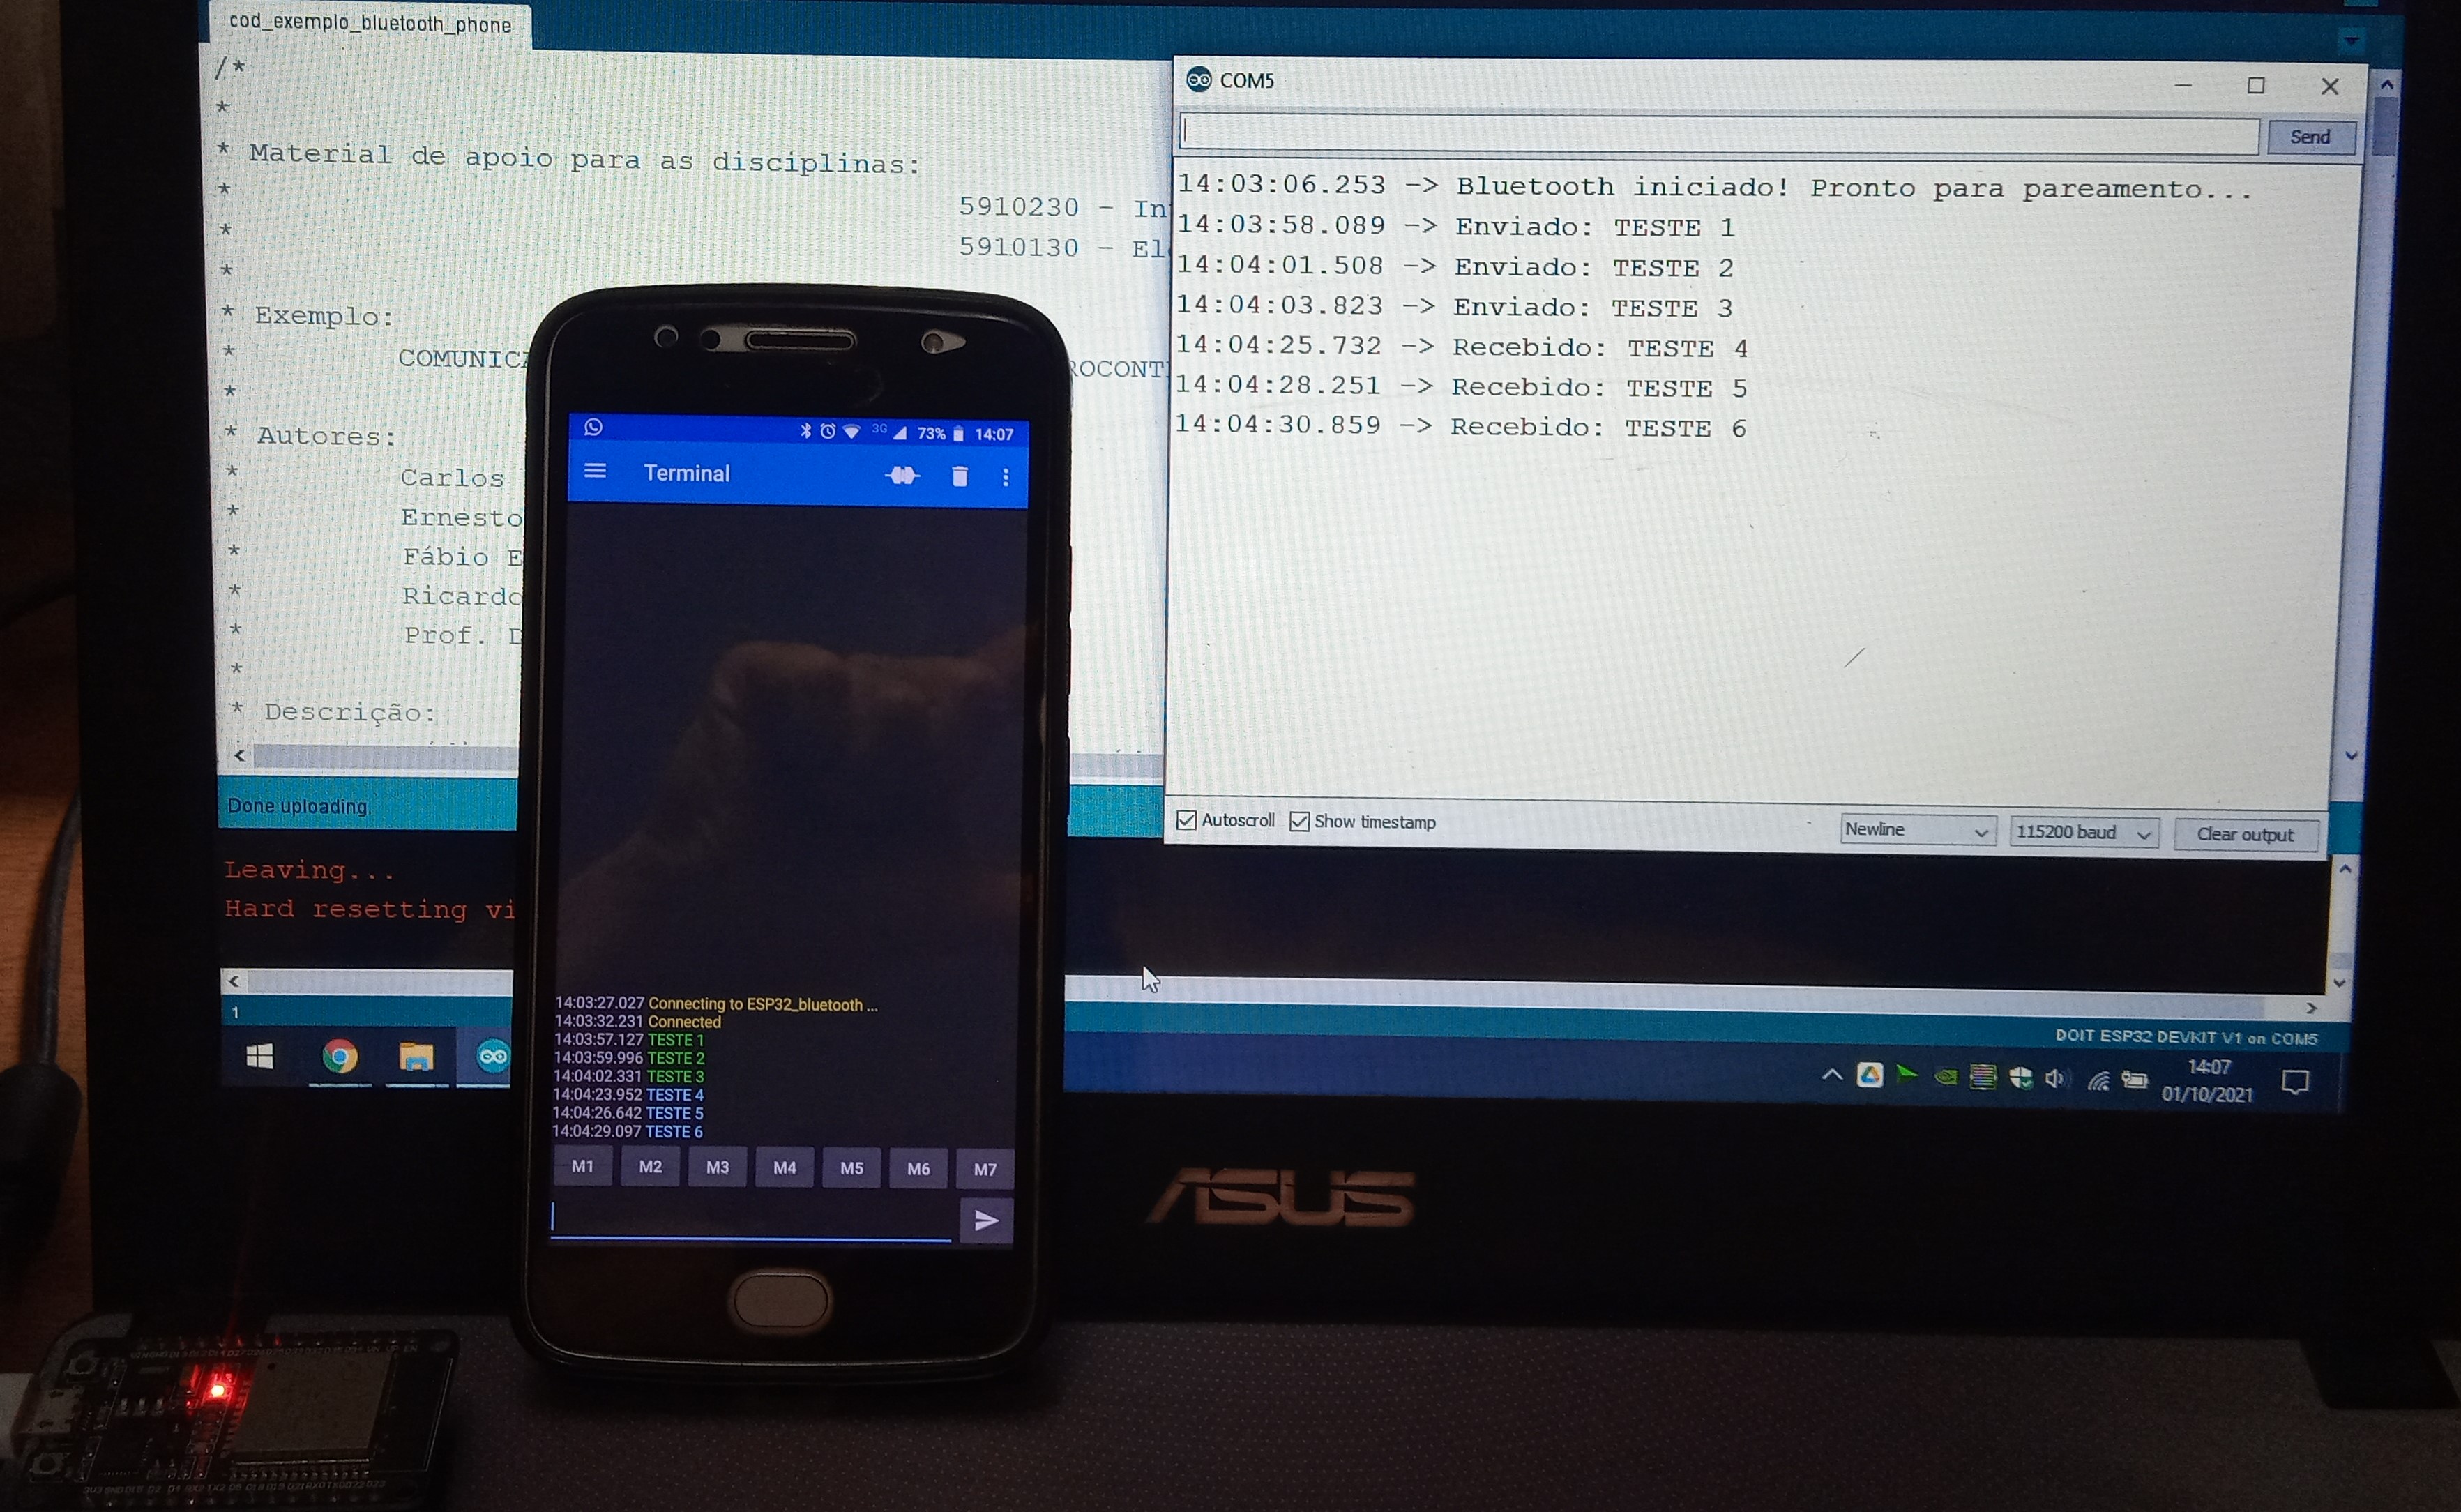 cod_exemplo_bluetooth_phone
/*
*
* Material de apoio para as disciplinas:
* 5910230 - In
* 5910130 - El
*
* Exemplo:
* COMUNIC
ROCONT
*
* Autores:
* Carlos
* Ernesto
* Fábio E
* Ricardo
* Prof. D
*
* Descrição:
Done uploading.
Leaving...
Hard resetting vi
1
DOIT ESP32 DEVKIT V1 on COM5
14:07
01/10/2021
COM5
Send
14:03:06.253 -> Bluetooth iniciado! Pronto para pareamento...
14:03:58.089 -> Enviado: TESTE 1
14:04:01.508 -> Enviado: TESTE 2
14:04:03.823 -> Enviado: TESTE 3
14:04:25.732 -> Recebido: TESTE 4
14:04:28.251 -> Recebido: TESTE 5
14:04:30.859 -> Recebido: TESTE 6
Autoscroll Show timestamp Newline 115200 baud Clear output
3G 73% 14:07
Terminal
14:03:27.027 Connecting to ESP32_bluetooth ...
14:03:32.231 Connected
14:03:57.127 TESTE 1
14:03:59.996 TESTE 2
14:04:02.331 TESTE 3
14:04:23.952 TESTE 4
14:04:26.642 TESTE 5
14:04:29.097 TESTE 6
M1 M2 M3 M4 M5 M6 M7
ASUS